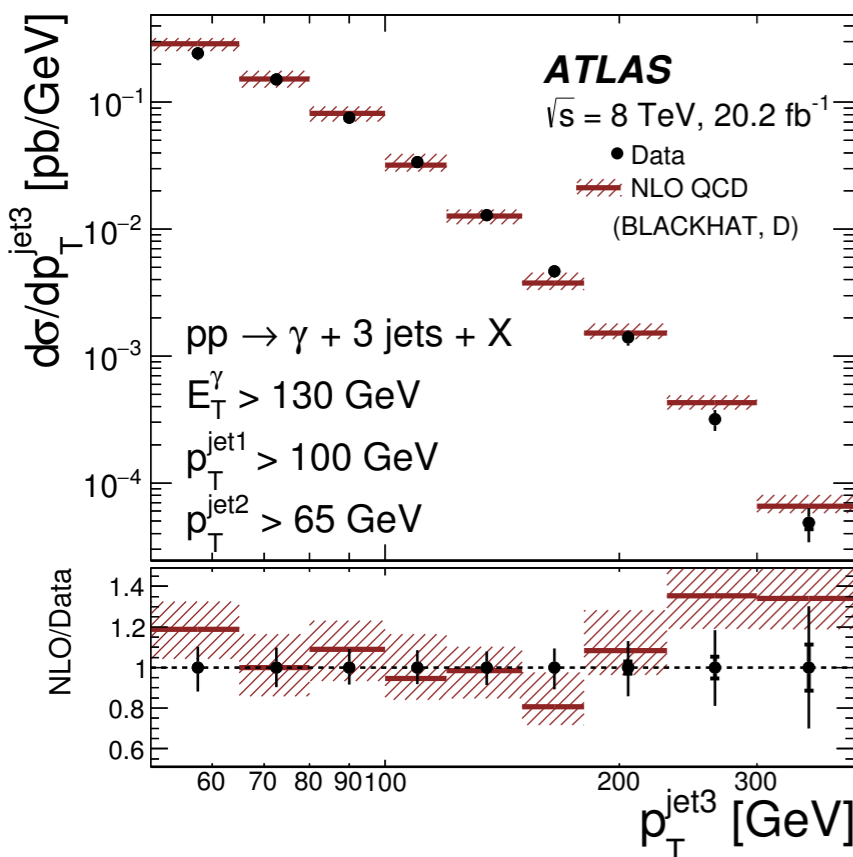 dσ/dp_T^jet3 [pb/GeV]
10⁻¹
10⁻²
10⁻³
10⁻⁴
ATLAS
√s = 8 TeV, 20.2 fb⁻¹
Data
NLO QCD
(BLACKHAT, D)
pp → γ + 3 jets + X
E_T^γ > 130 GeV
p_T^jet1 > 100 GeV
p_T^jet2 > 65 GeV
NLO/Data
1.4
1.2
1
0.8
0.6
60 70 80 90 100 200 300
p_T^jet3 [GeV]